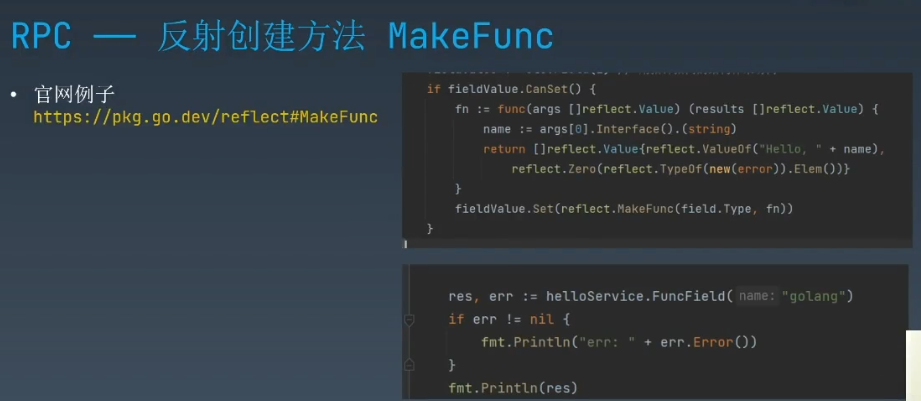 RPC —— 反射创建方法 MakeFunc
• 官网例子
https://pkg.go.dev/reflect#MakeFunc
if fieldValue.CanSet() {
fn := func(args []reflect.Value) (results []reflect.Value) {
name := args[0].Interface().(string)
return []reflect.Value{reflect.ValueOf("Hello, " + name),
reflect.Zero(reflect.TypeOf(new(error)).Elem())}
}
fieldValue.Set(reflect.MakeFunc(field.Type, fn))
}
res, err := helloService.FuncField( name: "golang")
if err != nil {
fmt.Println("err: " + err.Error())
}
fmt.Println(res)